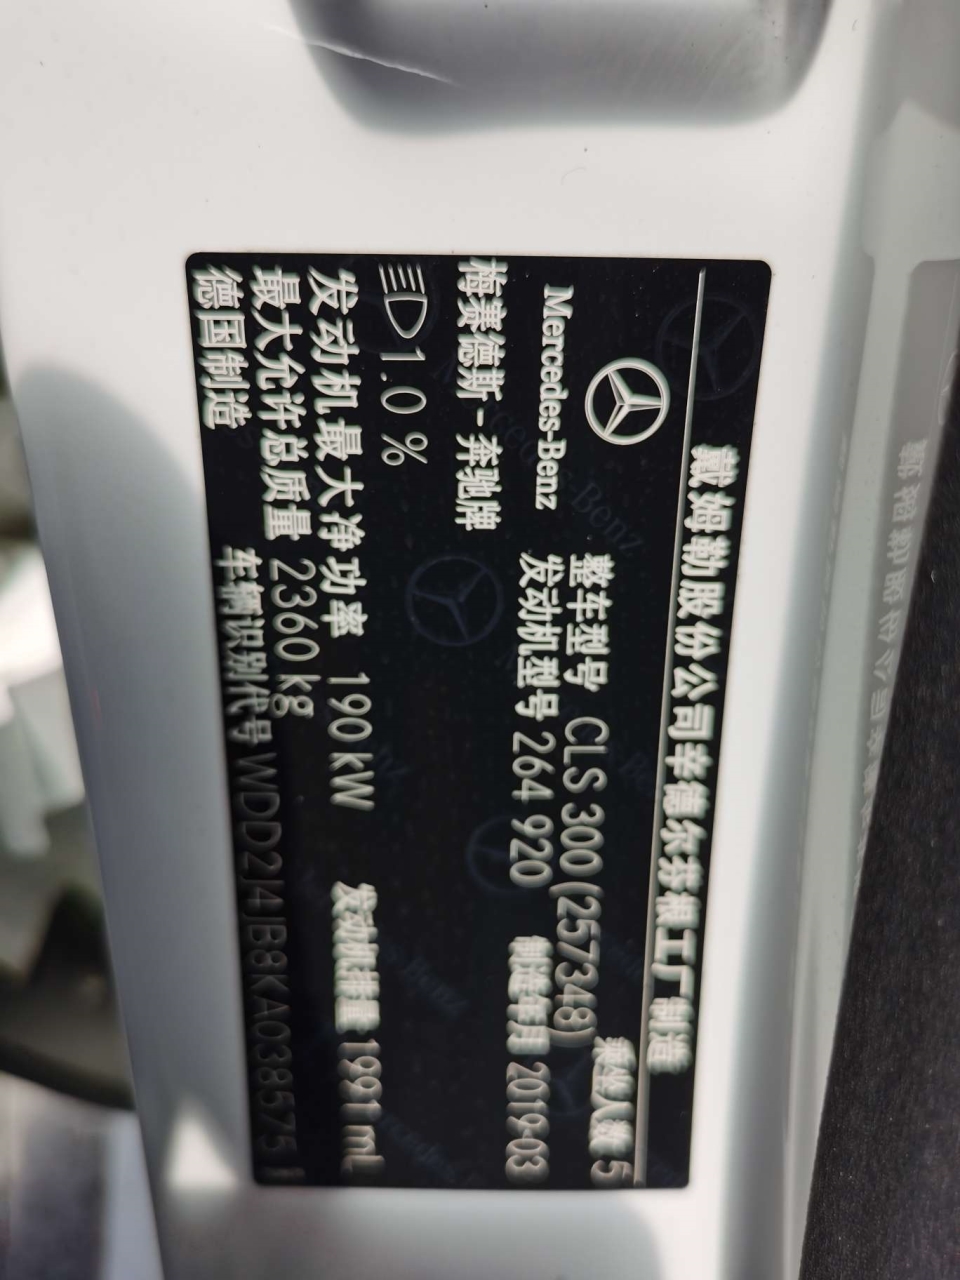 戴姆勒股份公司辛德尔芬根工厂制造
Mercedes-Benz
整车型号 CLS 300 (257348) 乘坐人数 5
发动机型号 264 920 制造年月 2019-03
梅赛德斯-奔驰牌
1.0 %
发动机最大净功率 190 kW 发动机排量 1991 mL
最大允许总质量 2360 kg
德国制造 车辆识别代号 WDD2J4JB8KA038575